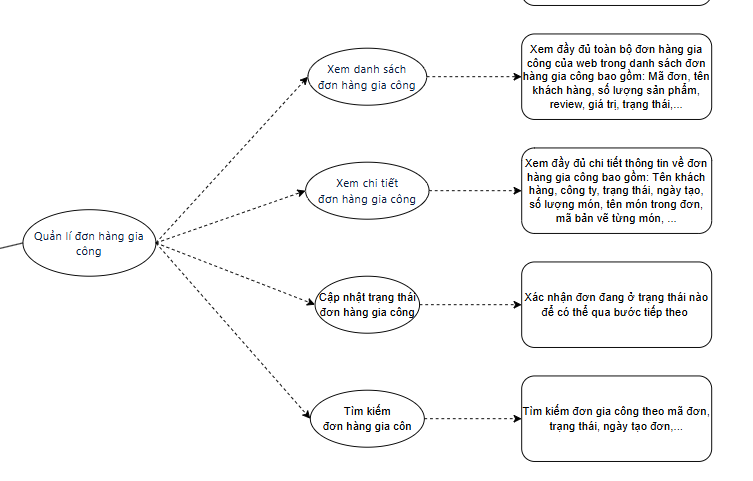 Quản lí đơn hàng gia
công
Xem danh sách
đơn hàng gia công
Xem đầy đủ toàn bộ đơn hàng gia
công của web trong danh sách đơn
hàng gia công bao gồm: Mã đơn, tên
khách hàng, số lượng sản phẩm,
review, giá trị, trạng thái,...
Xem chi tiết
đơn hàng gia công
Xem đầy đủ chi tiết thông tin về đơn
hàng gia công bao gồm: Tên khách
hàng, công ty, trạng thái, ngày tạo,
số lượng món, tên món trong đơn,
mã bản vẽ từng món, ...
Cập nhật trạng thái
đơn hàng gia công
Xác nhận đơn đang ở trạng thái nào
để có thể qua bước tiếp theo
Tìm kiếm
đơn hàng gia côn
Tìm kiếm đơn gia công theo mã đơn,
trạng thái, ngày tạo đơn,...